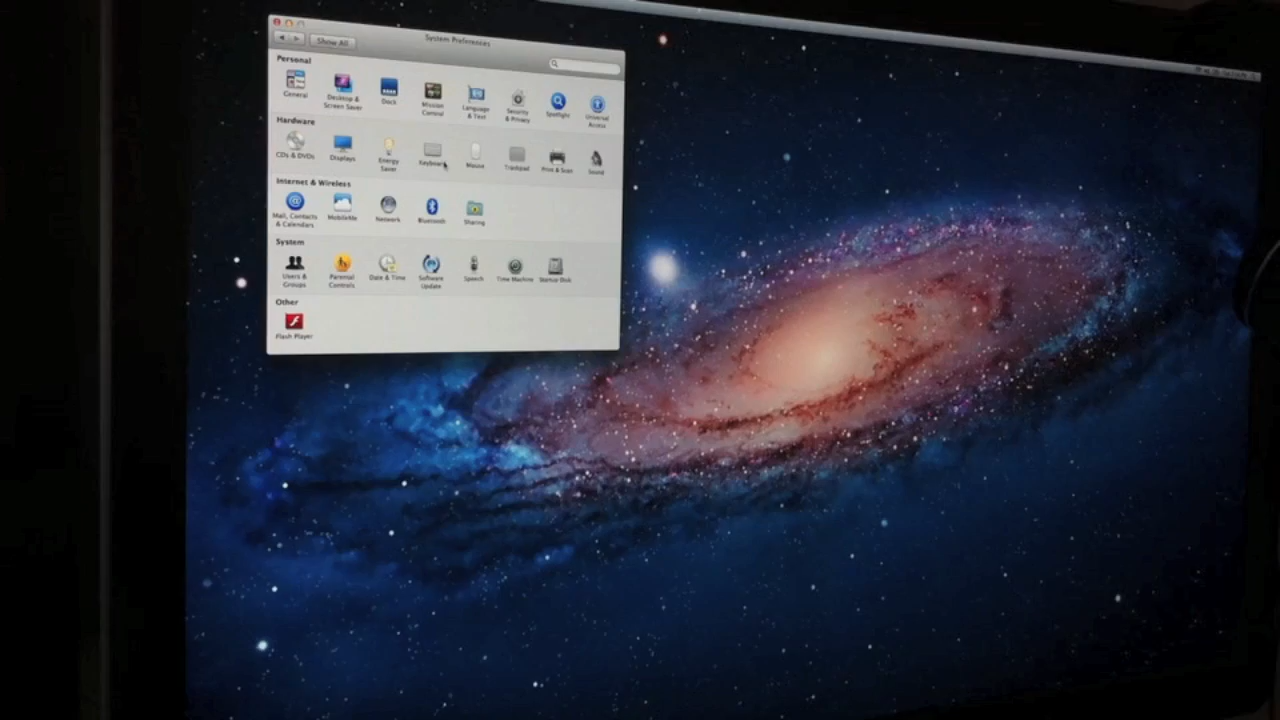 System Preferences
Show All
Personal
General
Desktop &
Screen Saver
Dock
Mission
Control
Language
& Text
Security
& Privacy
Spotlight
Universal
Access
Hardware
CDs & DVDs
Displays
Energy
Saver
Keyboard
Mouse
Trackpad
Print & Scan
Sound
Internet & Wireless
Mail, Contacts
& Calendars
MobileMe
Network
Bluetooth
Sharing
System
Users &
Groups
Parental
Controls
Date & Time
Software
Update
Speech
Time Machine
Startup Disk
Other
Flash Player